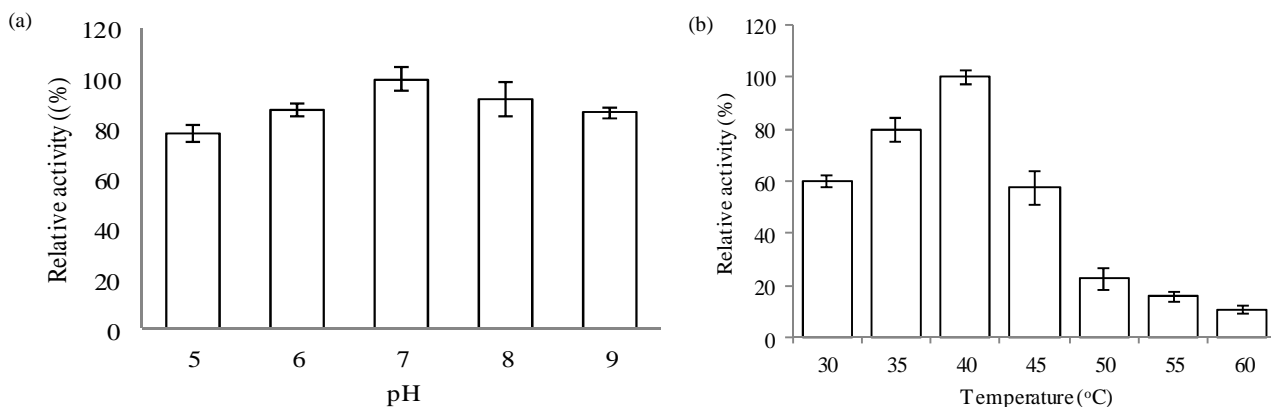 (a)
120
100
80
60
40
20
0
Relative activity ((%)
5 6 7 8 9
pH
(b)
120
100
80
60
40
20
0
Relative activity (%)
30 35 40 45 50 55 60
Temperature (°C)